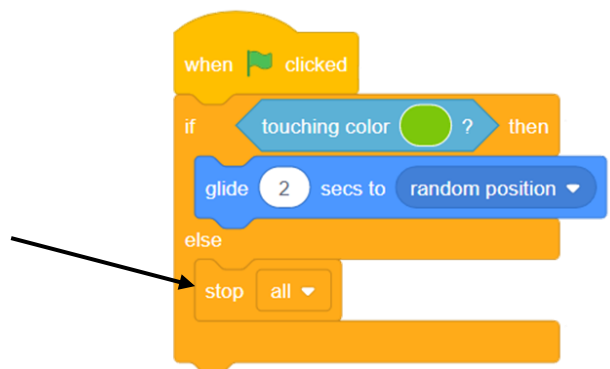 when clicked
if touching color ? then
glide 2 secs to random position
else
stop all